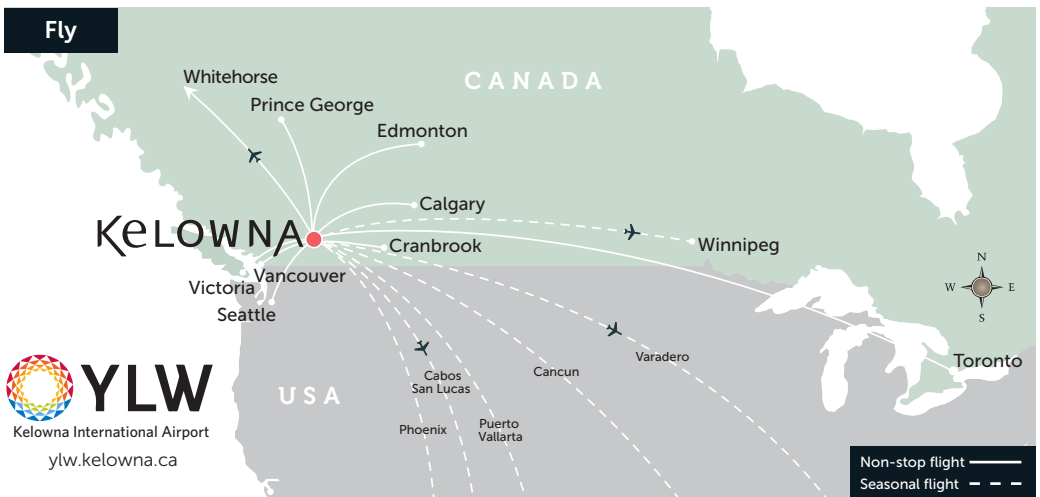 Fly
CANADA
Whitehorse
Prince George
Edmonton
Calgary
KELOWNA
Cranbrook
Winnipeg
Vancouver
Victoria
Seattle
N
W
E
S
Varadero
Toronto
Cancun
Cabos
San Lucas
USA
Puerto
Vallarta
Phoenix
YLW
Kelowna International Airport
ylw.kelowna.ca
Non-stop flight
Seasonal flight